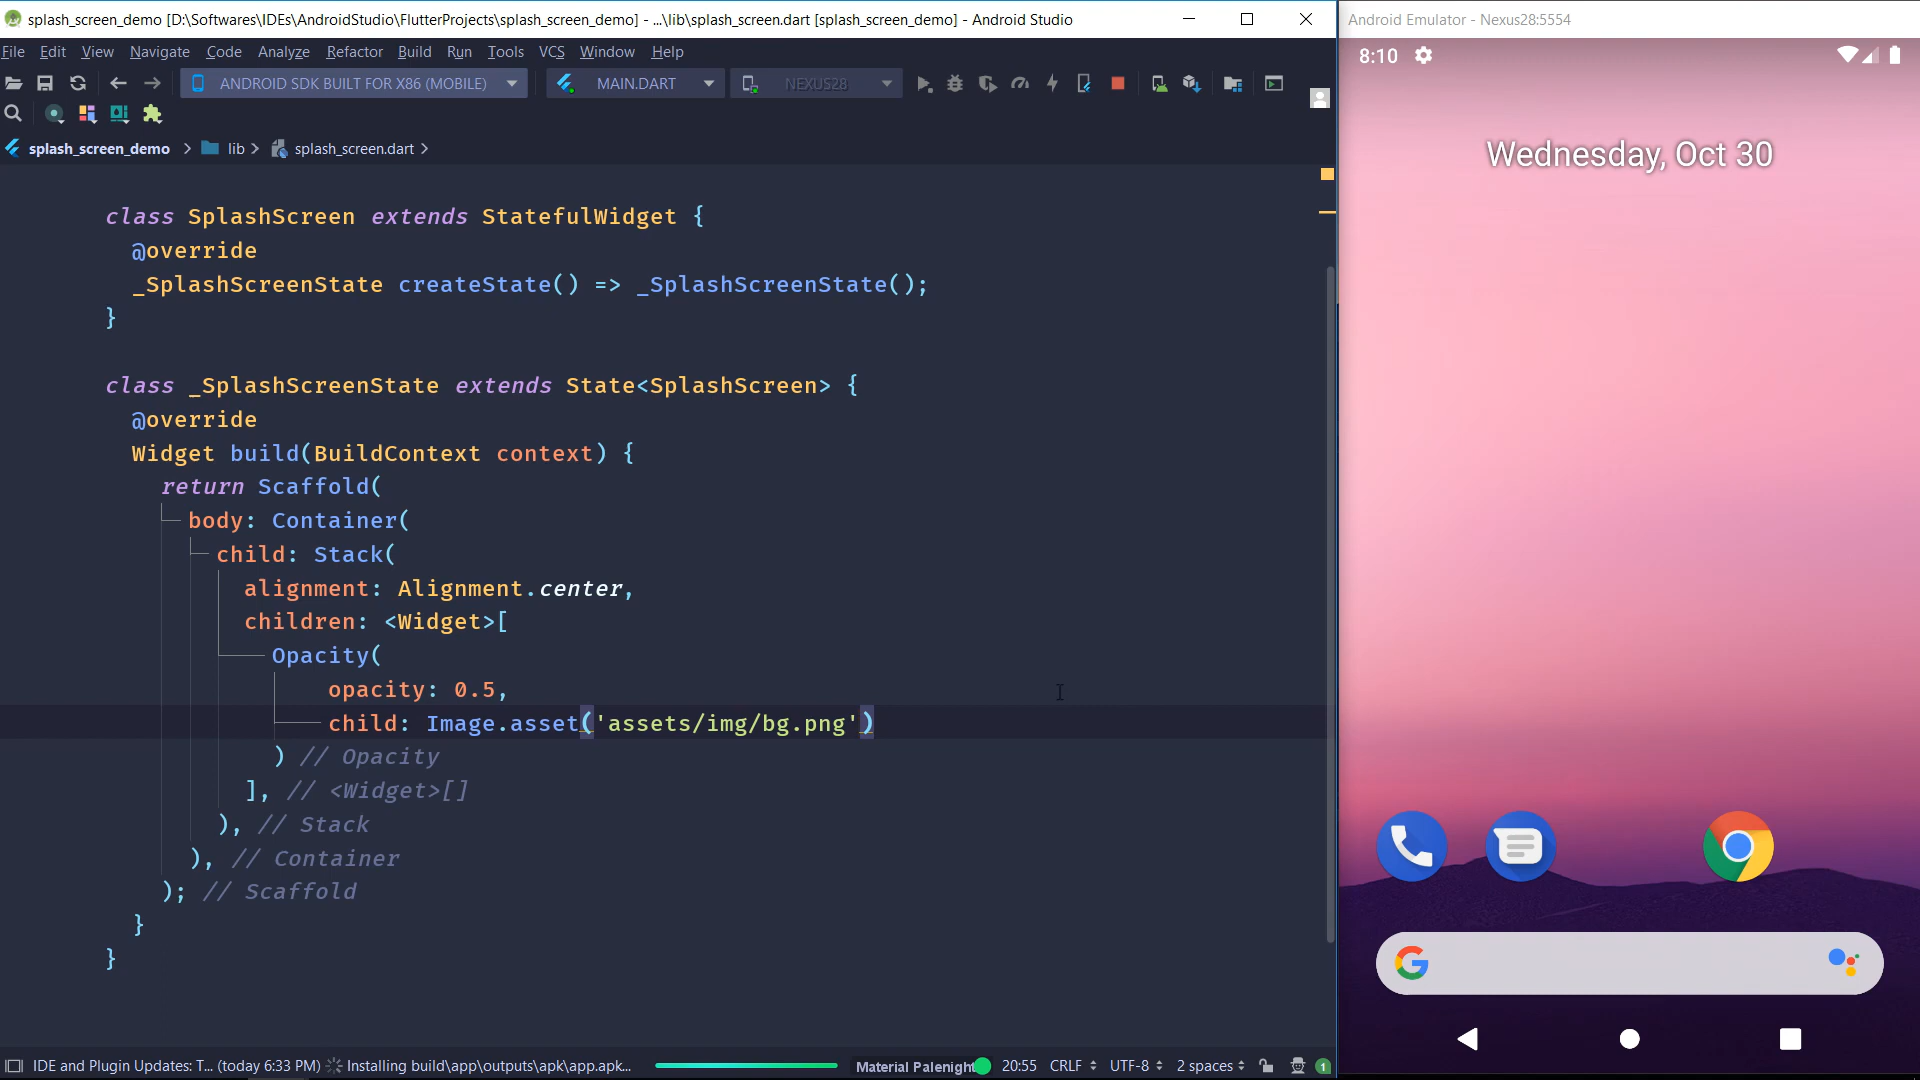 splash_screen_demo [D:\Softwares\IDEs\AndroidStudio\FlutterProjects\splash_screen_demo] - ...\lib\splash_screen.dart [splash_screen_demo] - Android Studio
File Edit View Navigate Code Analyze Refactor Build Run Tools VCS Window Help
ANDROID SDK BUILT FOR X86 (MOBILE) MAIN.DART NEXUS28
splash_screen_demo lib splash_screen.dart
class SplashScreen extends StatefulWidget {
@override
_SplashScreenState createState() => _SplashScreenState();
}
class _SplashScreenState extends State<SplashScreen> {
@override
Widget build(BuildContext context) {
return Scaffold(
body: Container(
child: Stack(
alignment: Alignment.center,
children: <Widget>[
Opacity(
opacity: 0.5,
child: Image.asset('assets/img/bg.png')
) // Opacity
], // <Widget>[]
), // Stack
), // Container
); // Scaffold
}
}
IDE and Plugin Updates: T... (today 6:33 PM) Installing build\app\outputs\apk\app.apk... Material Palenight 20:55 CRLF UTF-8 2 spaces 1
Android Emulator - Nexus28:5554
8:10
Wednesday, Oct 30